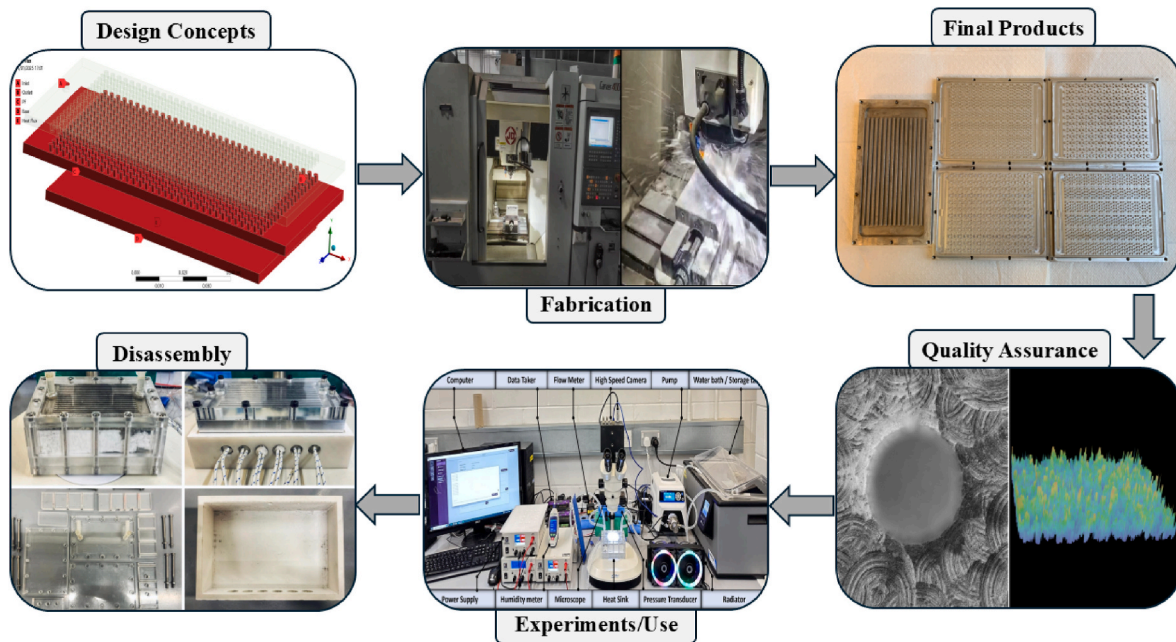 Design Concepts
Final Products
Fabrication
Disassembly
Quality Assurance
Computer
Data Taker
Flow Meter
High Speed Camera
Pump
Water bath / Storage
Power Supply
Humidity meter
Microscope
Heat Sink
Pressure Transducer
Radiator
Experiments/Use